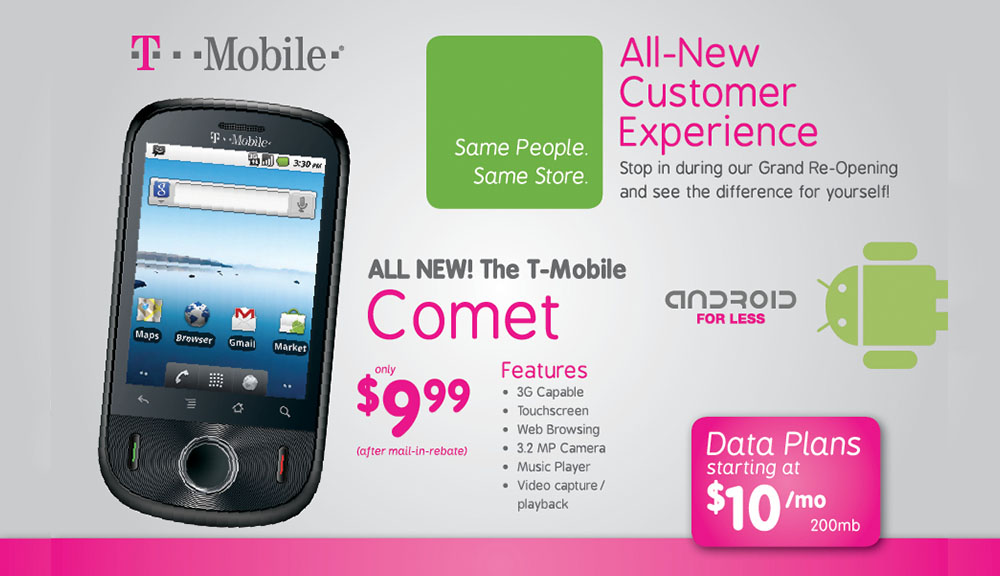 T··Mobile·®
Same People.
Same Store.
All-New
Customer
Experience
Stop in during our Grand Re-Opening
and see the difference for yourself!
T··Mobile·
3G
3:30 PM
g
Maps
Browser
Gmail
Market
ALL NEW! The T-Mobile
Comet
only
$9.99
(after mail-in-rebate)
Features
• 3G Capable
• Touchscreen
• Web Browsing
• 3.2 MP Camera
• Music Player
• Video capture/
playback
ANDROID
FOR LESS
Data Plans
starting at
$10/mo
200mb